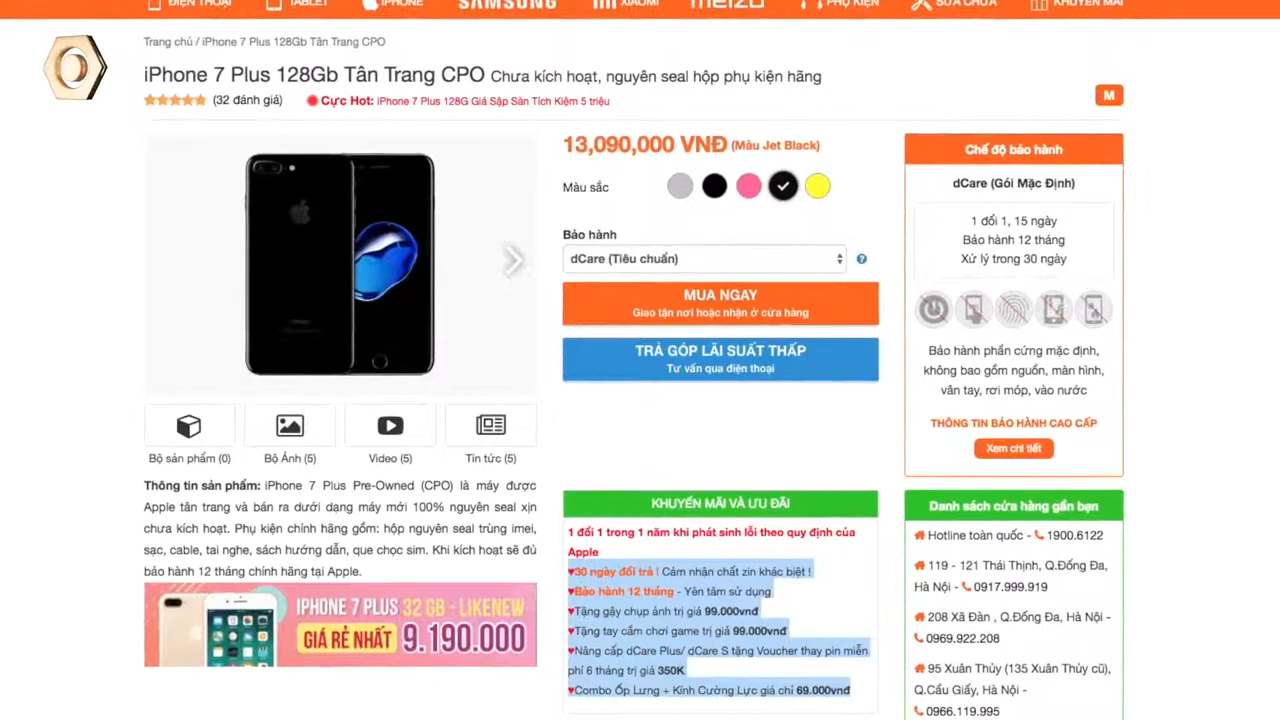 ĐIỆN THOẠI
TABLET
IPHONE
SAMSUNG
XIAOMI
MEIZU
PHỤ KIỆN
SỬA CHỮA
KHUYẾN MÃI
Trang chủ / iPhone 7 Plus 128Gb Tân Trang CPO
iPhone 7 Plus 128Gb Tân Trang CPO Chưa kích hoạt, nguyên seal hộp phụ kiện hãng
(32 đánh giá) Cực Hot: iPhone 7 Plus 128G Giá Sập Sàn Tích Kiệm 5 triệu
M
13,090,000 VNĐ (Màu Jet Black)
Màu sắc
Bảo hành
dCare (Tiêu chuẩn)
MUA NGAY
Giao tận nơi hoặc nhận ở cửa hàng
TRẢ GÓP LÃI SUẤT THẤP
Tư vấn qua điện thoại
Chế độ bảo hành
dCare (Gói Mặc Định)
1 đổi 1, 15 ngày
Bảo hành 12 tháng
Xử lý trong 30 ngày
Bảo hành phần cứng mặc định,
không bao gồm nguồn, màn hình,
vân tay, rơi móp, vào nước
THÔNG TIN BẢO HÀNH CAO CẤP
Xem chi tiết
Bộ sản phẩm (0)
Bộ Ảnh (5)
Video (5)
Tin tức (5)
Thông tin sản phẩm: iPhone 7 Plus Pre-Owned (CPO) là máy được
Apple tân trang và bán ra dưới dạng máy mới 100% nguyên seal xịn
chưa kích hoạt. Phụ kiện chính hãng gồm: hộp nguyên seal trùng imei,
sạc, cable, tai nghe, sách hướng dẫn, que chọc sim. Khi kích hoạt sẽ đủ
bảo hành 12 tháng chính hãng tại Apple.
IPHONE 7 PLUS 32 GB - LIKENEW
GIÁ RẺ NHẤT 9.190.000
KHUYẾN MÃI VÀ ƯU ĐÃI
1 đổi 1 trong 1 năm khi phát sinh lỗi theo quy định của
Apple
♥30 ngày đổi trả ! Cảm nhận chất zin khác biệt !
♥Bảo hành 12 tháng - Yên tâm sử dụng
♥Tặng gậy chụp ảnh trị giá 99.000vnđ
♥Tặng tay cầm chơi game trị giá 99.000vnđ
♥Nâng cấp dCare Plus/ dCare S tặng Voucher thay pin miễn
phí 6 tháng trị giá 350K
♥Combo Ốp Lưng + Kính Cường Lực giá chỉ 69.000vnđ
Danh sách cửa hàng gần bạn
Hotline toàn quốc - 1900.6122
119 - 121 Thái Thịnh, Q.Đống Đa,
Hà Nội - 0917.999.919
208 Xã Đàn , Q.Đống Đa, Hà Nội -
0969.922.208
95 Xuân Thủy (135 Xuân Thủy cũ),
Q.Cầu Giấy, Hà Nội -
0966.119.995